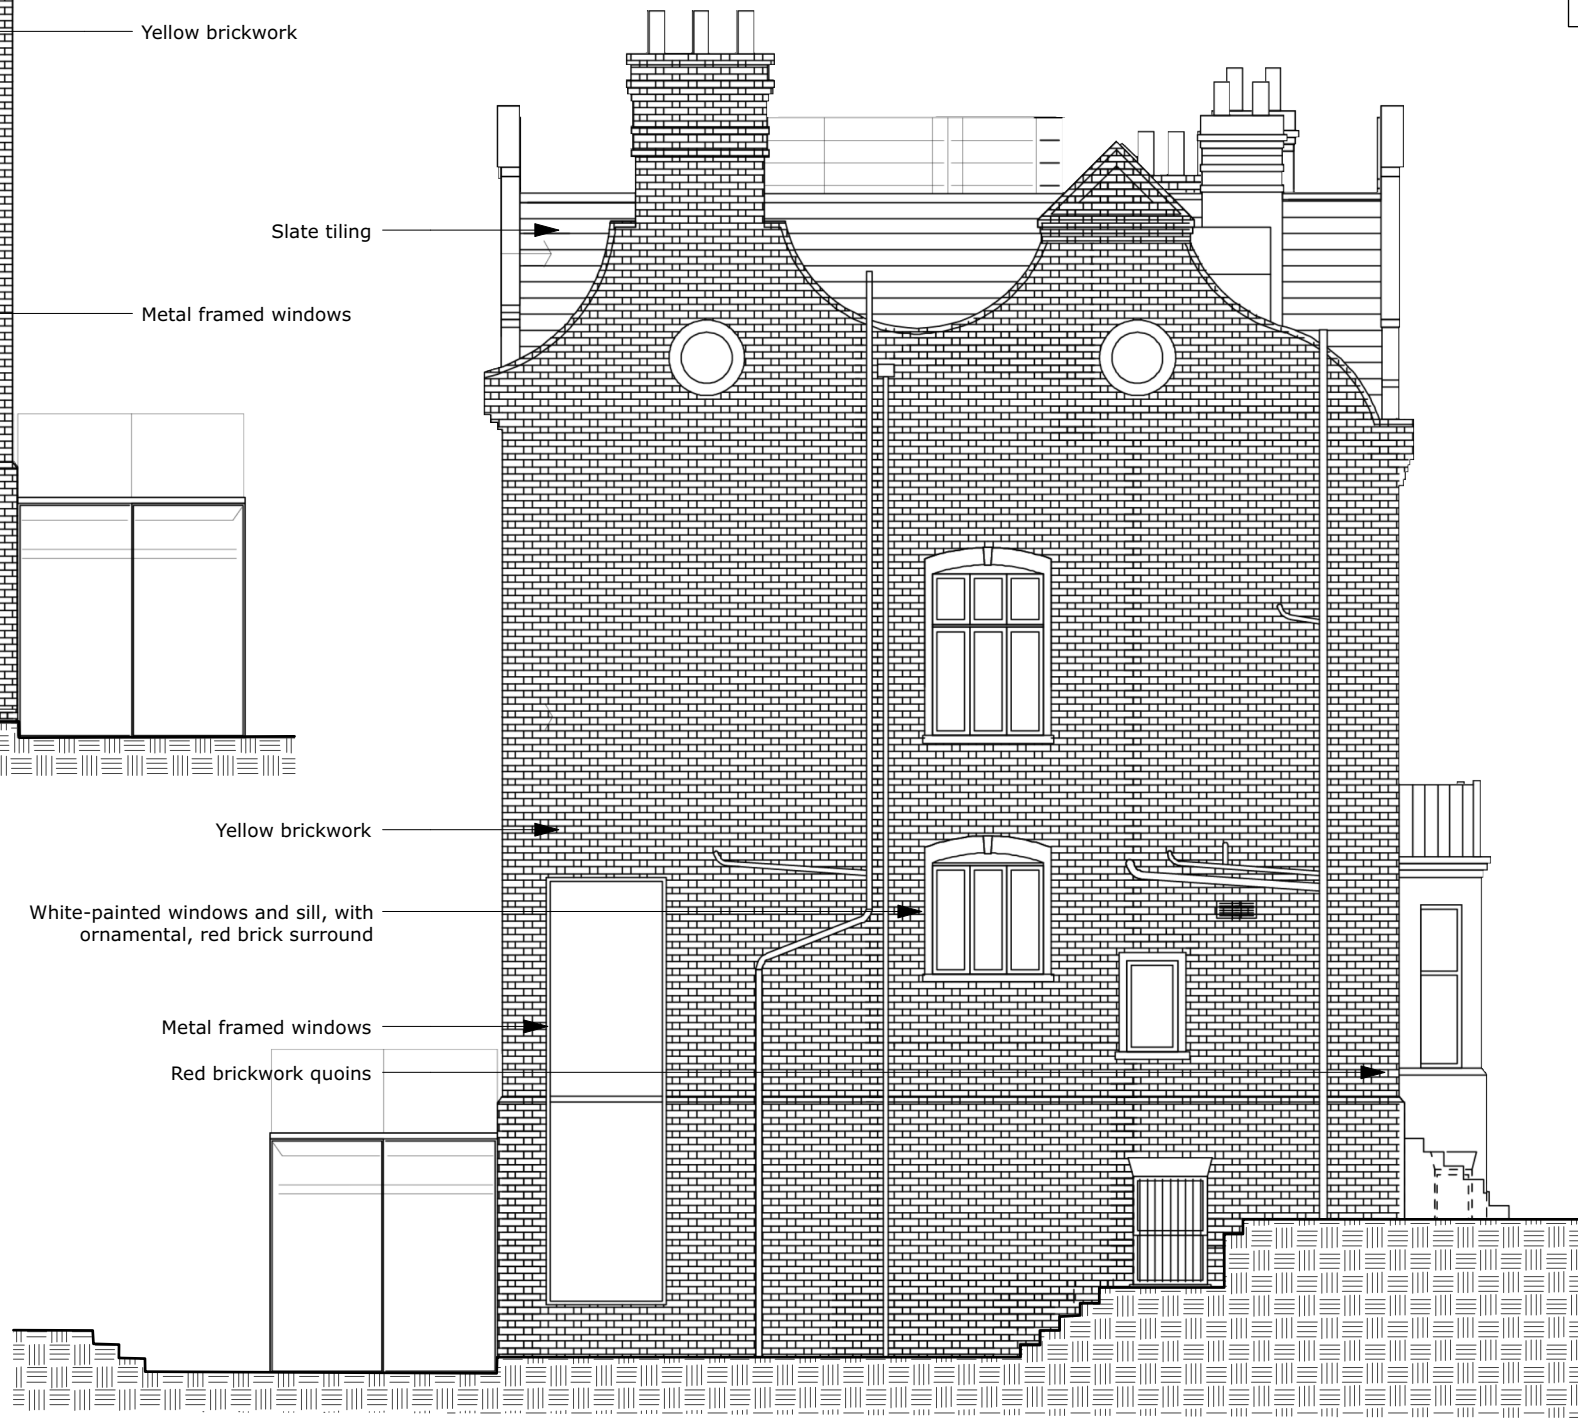 Yellow brickwork
Slate tiling
Metal framed windows
Yellow brickwork
White-painted windows and sill, with
ornamental, red brick surround
Metal framed windows
Red brickwork quoins